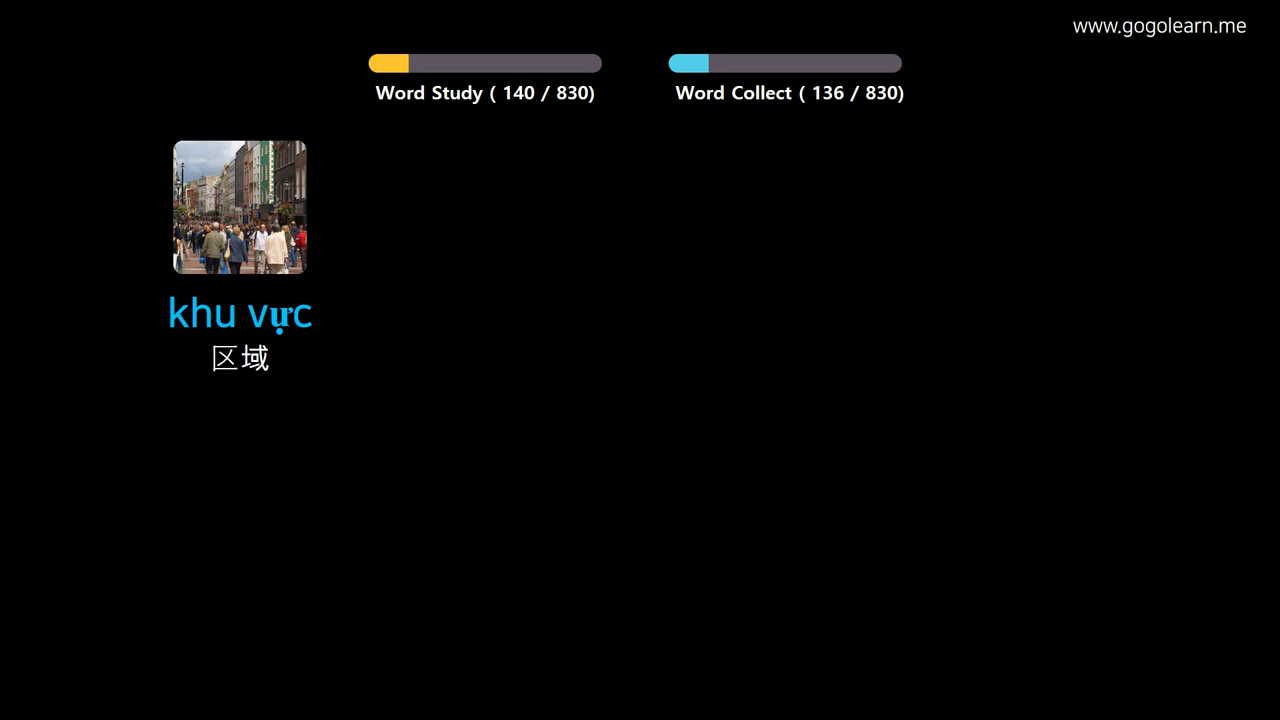 www.gogolearn.me
Word Study ( 140 / 830)
Word Collect ( 136 / 830)
khu vực
区域